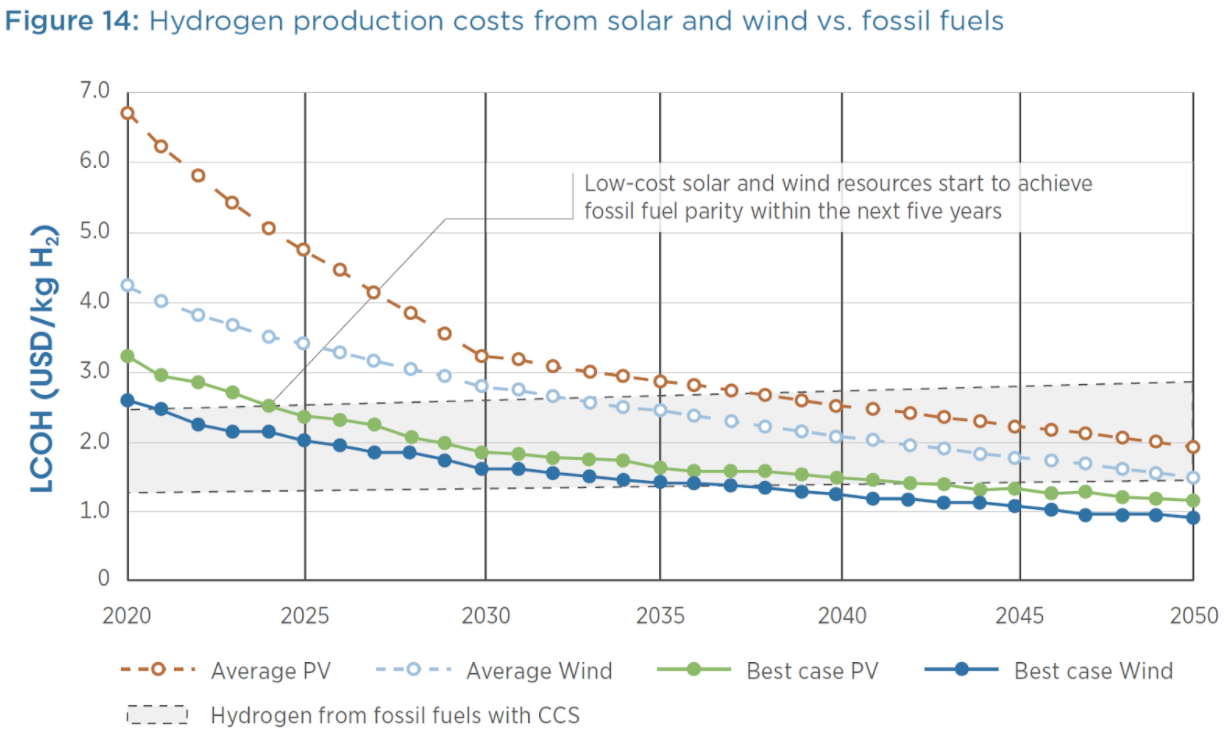 Figure 14: Hydrogen production costs from solar and wind vs. fossil fuels
7.0
6.0
5.0
4.0
3.0
2.0
1.0
0
LCOH (USD/kg H₂)
Low-cost solar and wind resources start to achieve
fossil fuel parity within the next five years
2020 2025 2030 2035 2040 2045 2050
Average PV Average Wind Best case PV Best case Wind
Hydrogen from fossil fuels with CCS